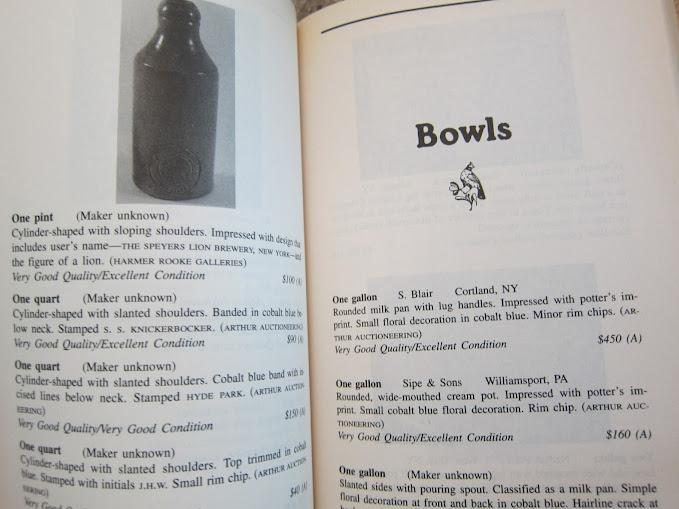 One pint (Maker unknown)
Cylinder-shaped with sloping shoulders. Impressed with design that
includes user's name—THE SPEYERS LION BREWERY, NEW YORK—and
the figure of a lion. (HARMER ROOKE GALLERIES)
Very Good Quality/Excellent Condition $100 (A)
One quart (Maker unknown)
Cylinder-shaped with slanted shoulders. Banded in cobalt blue be-
low neck. Stamped S. S. KNICKERBOCKER. (ARTHUR AUCTIONEERING)
Very Good Quality/Excellent Condition $90 (A)
One quart (Maker unknown)
Cylinder-shaped with slanted shoulders. Cobalt blue band with in-
cised lines below neck. Stamped HYDE PARK. (ARTHUR AUCTION-
EERING)
Very Good Quality/Very Good Condition $150 (A)
One quart (Maker unknown)
Cylinder-shaped with slanted shoulders. Top trimmed in cobalt
blue. Stamped with initials J.H.W. Small rim chip. (ARTHUR AUCTION-
EERING)
Very Good Quality/Excellent Condition $40 (A)
Bowls
One gallon S. Blair Cortland, NY
Rounded milk pan with lug handles. Impressed with potter's im-
print. Small floral decoration in cobalt blue. Minor rim chips. (AR-
THUR AUCTIONEERING)
Very Good Quality/Excellent Condition $450 (A)
One gallon Sipe & Sons Williamsport, PA
Rounded, wide-mouthed cream pot. Impressed with potter's im-
print. Small cobalt blue floral decoration. Rim chip. (ARTHUR AUC-
TIONEERING)
Very Good Quality/Excellent Condition $160 (A)
One gallon (Maker unknown)
Slanted sides with pouring spout. Classified as a milk pan. Simple
floral decoration at front and back in cobalt blue. Hairline crack at